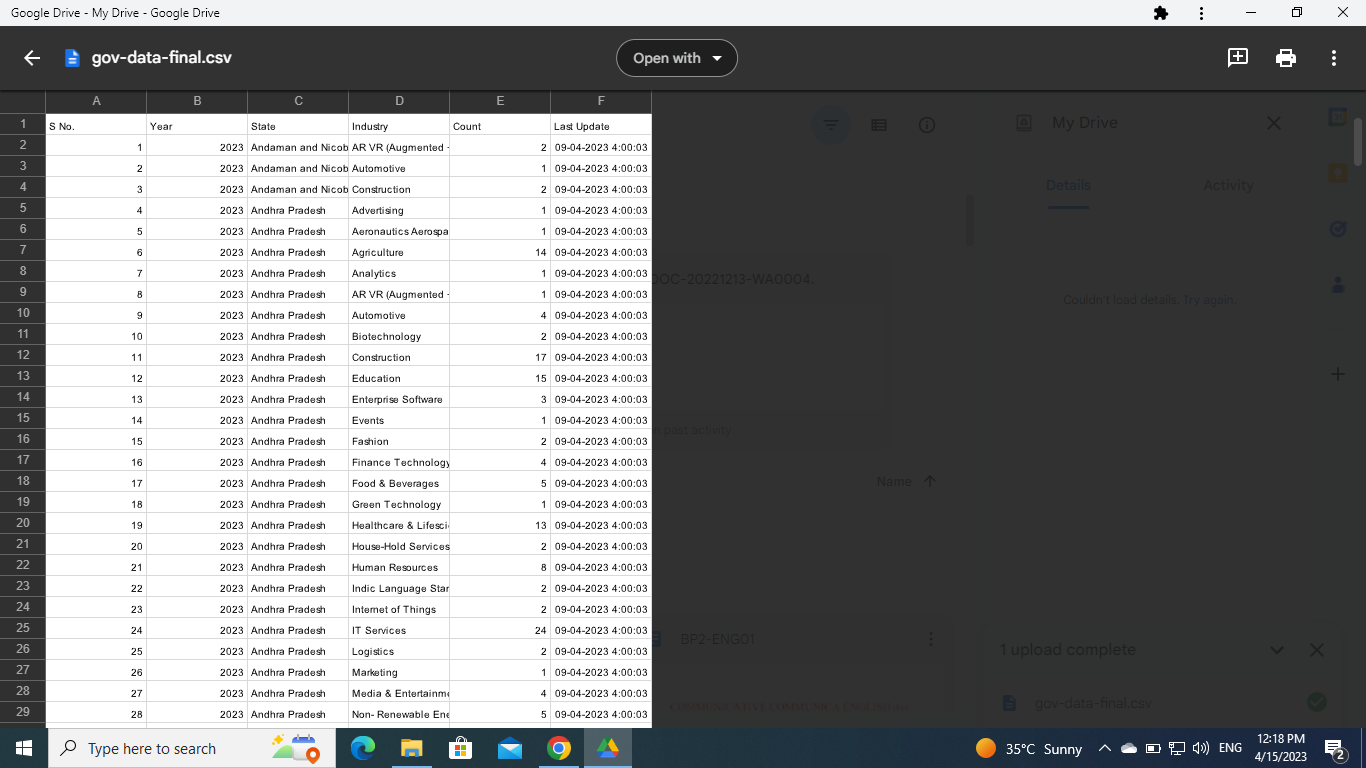 Google Drive - My Drive - Google Drive
gov-data-final.csv
Open with
A B C D E F
1 S No. Year State Industry Count Last Update
2 1 2023 Andaman and Nicob AR VR (Augmented 2 09-04-2023 4:00:03
3 2 2023 Andaman and Nicob Automotive 1 09-04-2023 4:00:03
4 3 2023 Andaman and Nicob Construction 2 09-04-2023 4:00:03
5 4 2023 Andhra Pradesh Advertising 1 09-04-2023 4:00:03
6 5 2023 Andhra Pradesh Aeronautics Aerospa 1 09-04-2023 4:00:03
7 6 2023 Andhra Pradesh Agriculture 14 09-04-2023 4:00:03
8 7 2023 Andhra Pradesh Analytics 1 09-04-2023 4:00:03
9 8 2023 Andhra Pradesh AR VR (Augmented 1 09-04-2023 4:00:03
10 9 2023 Andhra Pradesh Automotive 4 09-04-2023 4:00:03
11 10 2023 Andhra Pradesh Biotechnology 2 09-04-2023 4:00:03
12 11 2023 Andhra Pradesh Construction 17 09-04-2023 4:00:03
13 12 2023 Andhra Pradesh Education 15 09-04-2023 4:00:03
14 13 2023 Andhra Pradesh Enterprise Software 3 09-04-2023 4:00:03
15 14 2023 Andhra Pradesh Events 1 09-04-2023 4:00:03
16 15 2023 Andhra Pradesh Fashion 2 09-04-2023 4:00:03
17 16 2023 Andhra Pradesh Finance Technology 4 09-04-2023 4:00:03
18 17 2023 Andhra Pradesh Food & Beverages 5 09-04-2023 4:00:03
19 18 2023 Andhra Pradesh Green Technology 1 09-04-2023 4:00:03
20 19 2023 Andhra Pradesh Healthcare & Lifesci 13 09-04-2023 4:00:03
21 20 2023 Andhra Pradesh House-Hold Services 2 09-04-2023 4:00:03
22 21 2023 Andhra Pradesh Human Resources 8 09-04-2023 4:00:03
23 22 2023 Andhra Pradesh Indic Language Star 2 09-04-2023 4:00:03
24 23 2023 Andhra Pradesh Internet of Things 2 09-04-2023 4:00:03
25 24 2023 Andhra Pradesh IT Services 24 09-04-2023 4:00:03
26 25 2023 Andhra Pradesh Logistics 2 09-04-2023 4:00:03
27 26 2023 Andhra Pradesh Marketing 1 09-04-2023 4:00:03
28 27 2023 Andhra Pradesh Media & Entertainm 4 09-04-2023 4:00:03
29 28 2023 Andhra Pradesh Non- Renewable Ene 5 09-04-2023 4:00:03
My Drive
Details Activity
OC-20221213-WA0004.
Couldn't load details. Try again.
past activity
Name
BP2-ENG01
1 upload complete
gov-data-final.csv
Type here to search
35°C Sunny
ENG
12:18 PM
4/15/2023
2